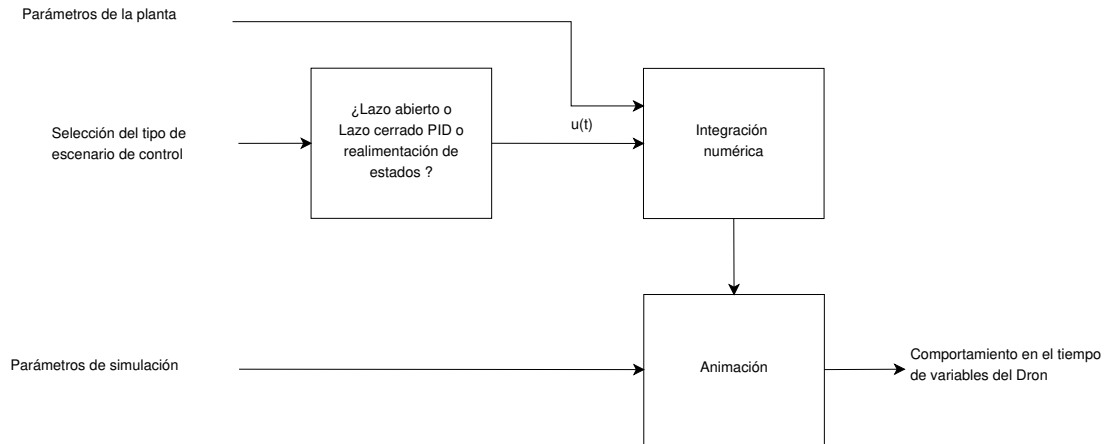 Parámetros de la planta
¿Lazo abierto o
Lazo cerrado PID o
realimentación de
estados ?
Selección del tipo de
escenario de control
u(t)
Integración
numérica
Parámetros de simulación
Animación
Comportamiento en el tiempo
de variables del Dron